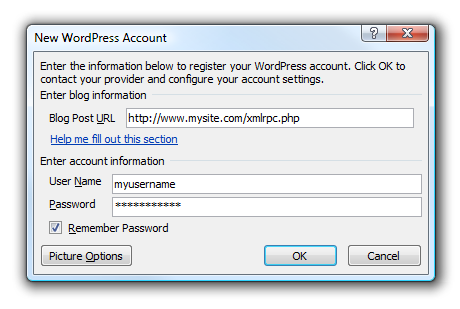 New WordPress Account
Enter the information below to register your WordPress account. Click OK to
contact your provider and configure your account settings.
Enter blog information
Blog Post URL http://www.mysite.com/xmlrpc.php
Help me fill out this section
Enter account information
User Name myusername
Password ***********
Remember Password
Picture Options OK Cancel